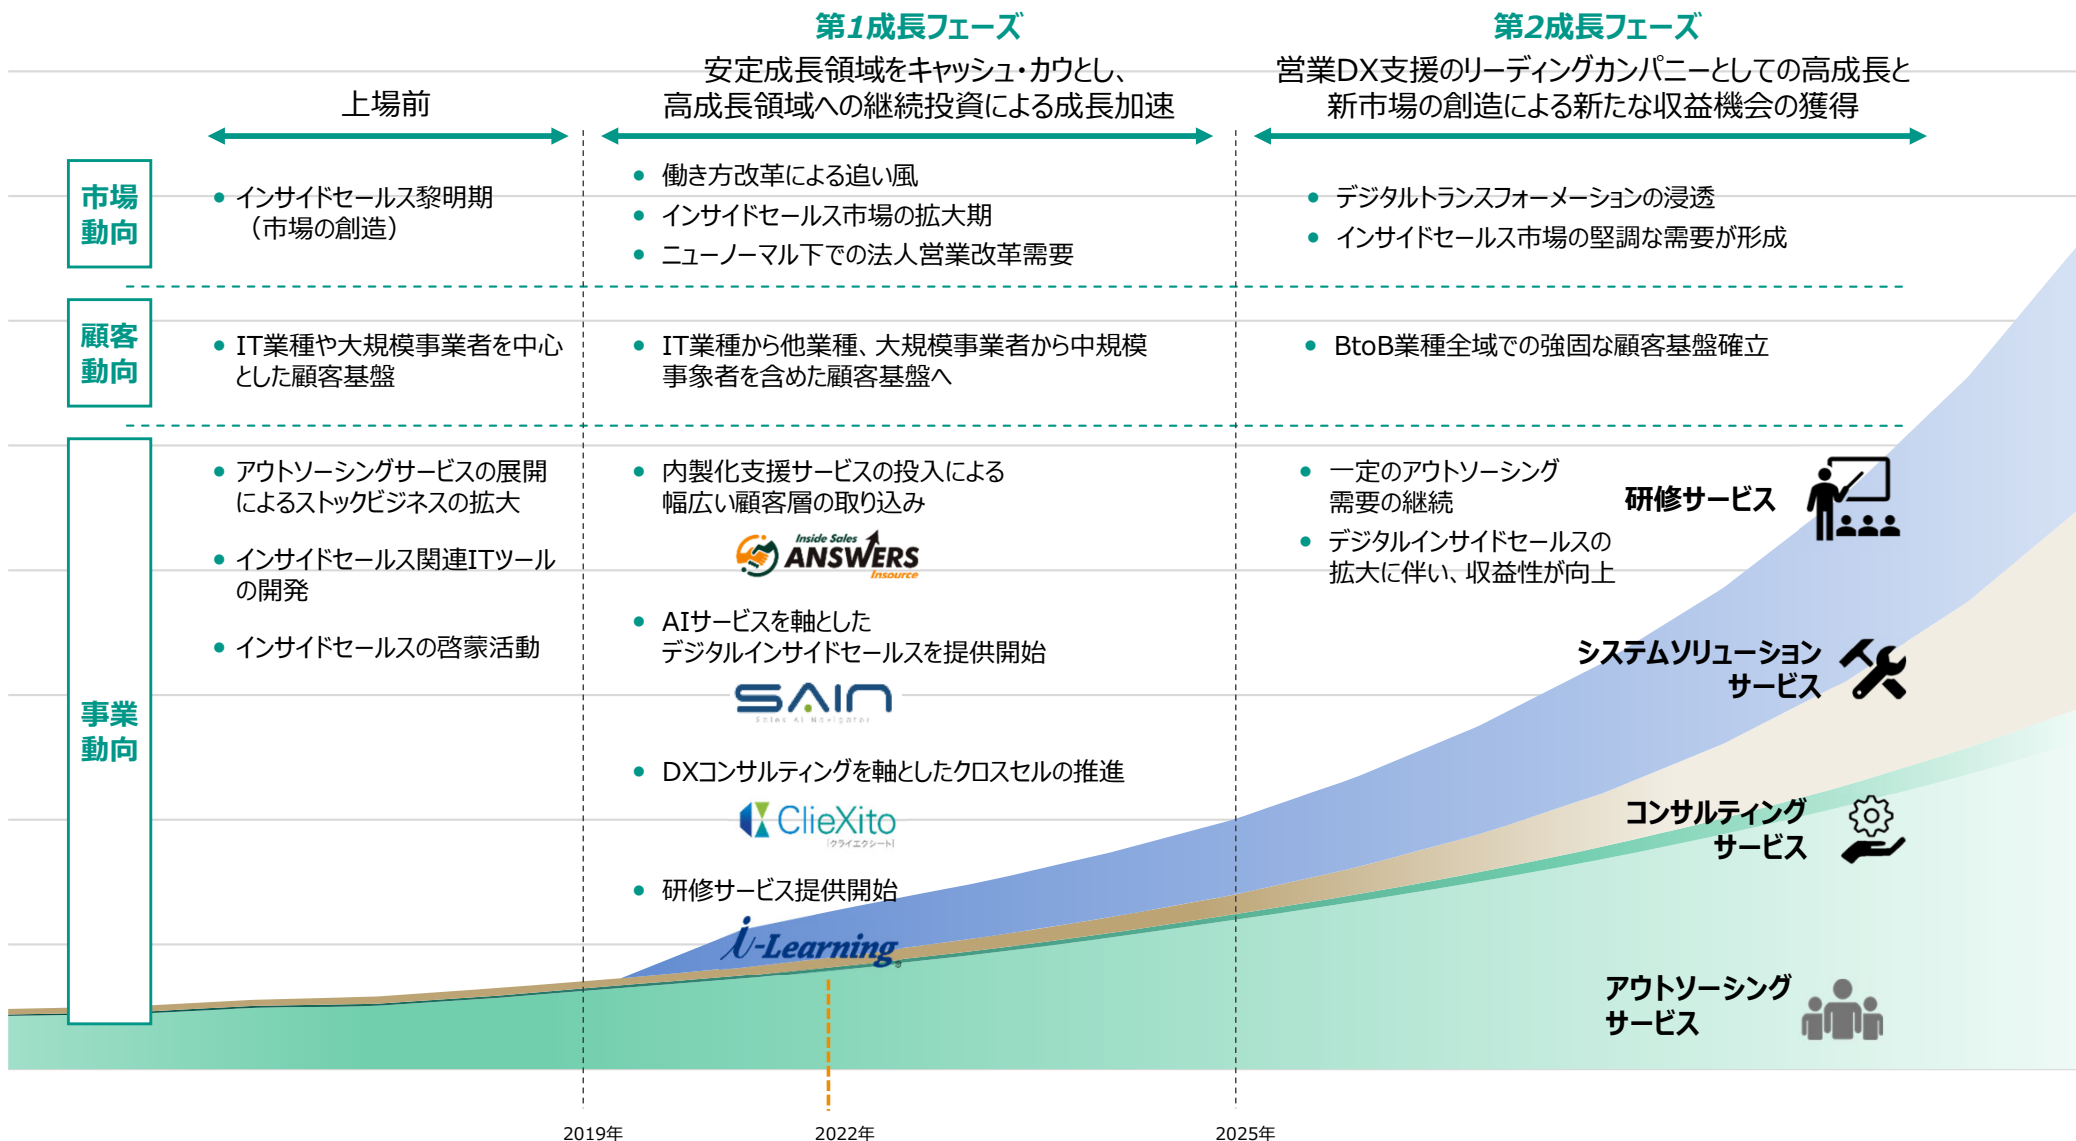 第1成長フェーズ
第2成長フェーズ
上場前
安定成長領域をキャッシュ・カウとし、
高成長領域への継続投資による成長加速
営業DX支援のリーディングカンパニーとしての高成長と
新市場の創造による新たな収益機会の獲得
市場
動向
• インサイドセールス黎明期
（市場の創造）
• 働き方改革による追い風
• インサイドセールス市場の拡大期
• ニューノーマル下での法人営業改革需要
• デジタルトランスフォーメーションの浸透
• インサイドセールス市場の堅調な需要が形成
顧客
動向
• IT業種や大規模事業者を中心
とした顧客基盤
• IT業種から他業種、大規模事業者から中規模
事象者を含めた顧客基盤へ
• BtoB業種全域での強固な顧客基盤確立
事業
動向
• アウトソーシングサービスの展開
によるストックビジネスの拡大
• インサイドセールス関連ITツール
の開発
• インサイドセールスの啓蒙活動
• 内製化支援サービスの投入による
幅広い顧客層の取り込み
Inside Sales
ANSWERS
Insource
• AIサービスを軸とした
デジタルインサイドセールスを提供開始
SAIN
Sales AI Navigator
• DXコンサルティングを軸としたクロスセルの推進
ClieXito
[クライエクシート]
• 研修サービス提供開始
i-Learning®
• 一定のアウトソーシング
需要の継続
• デジタルインサイドセールスの
拡大に伴い、収益性が向上
研修サービス
システムソリューション
サービス
コンサルティング
サービス
アウトソーシング
サービス
2019年
2022年
2025年